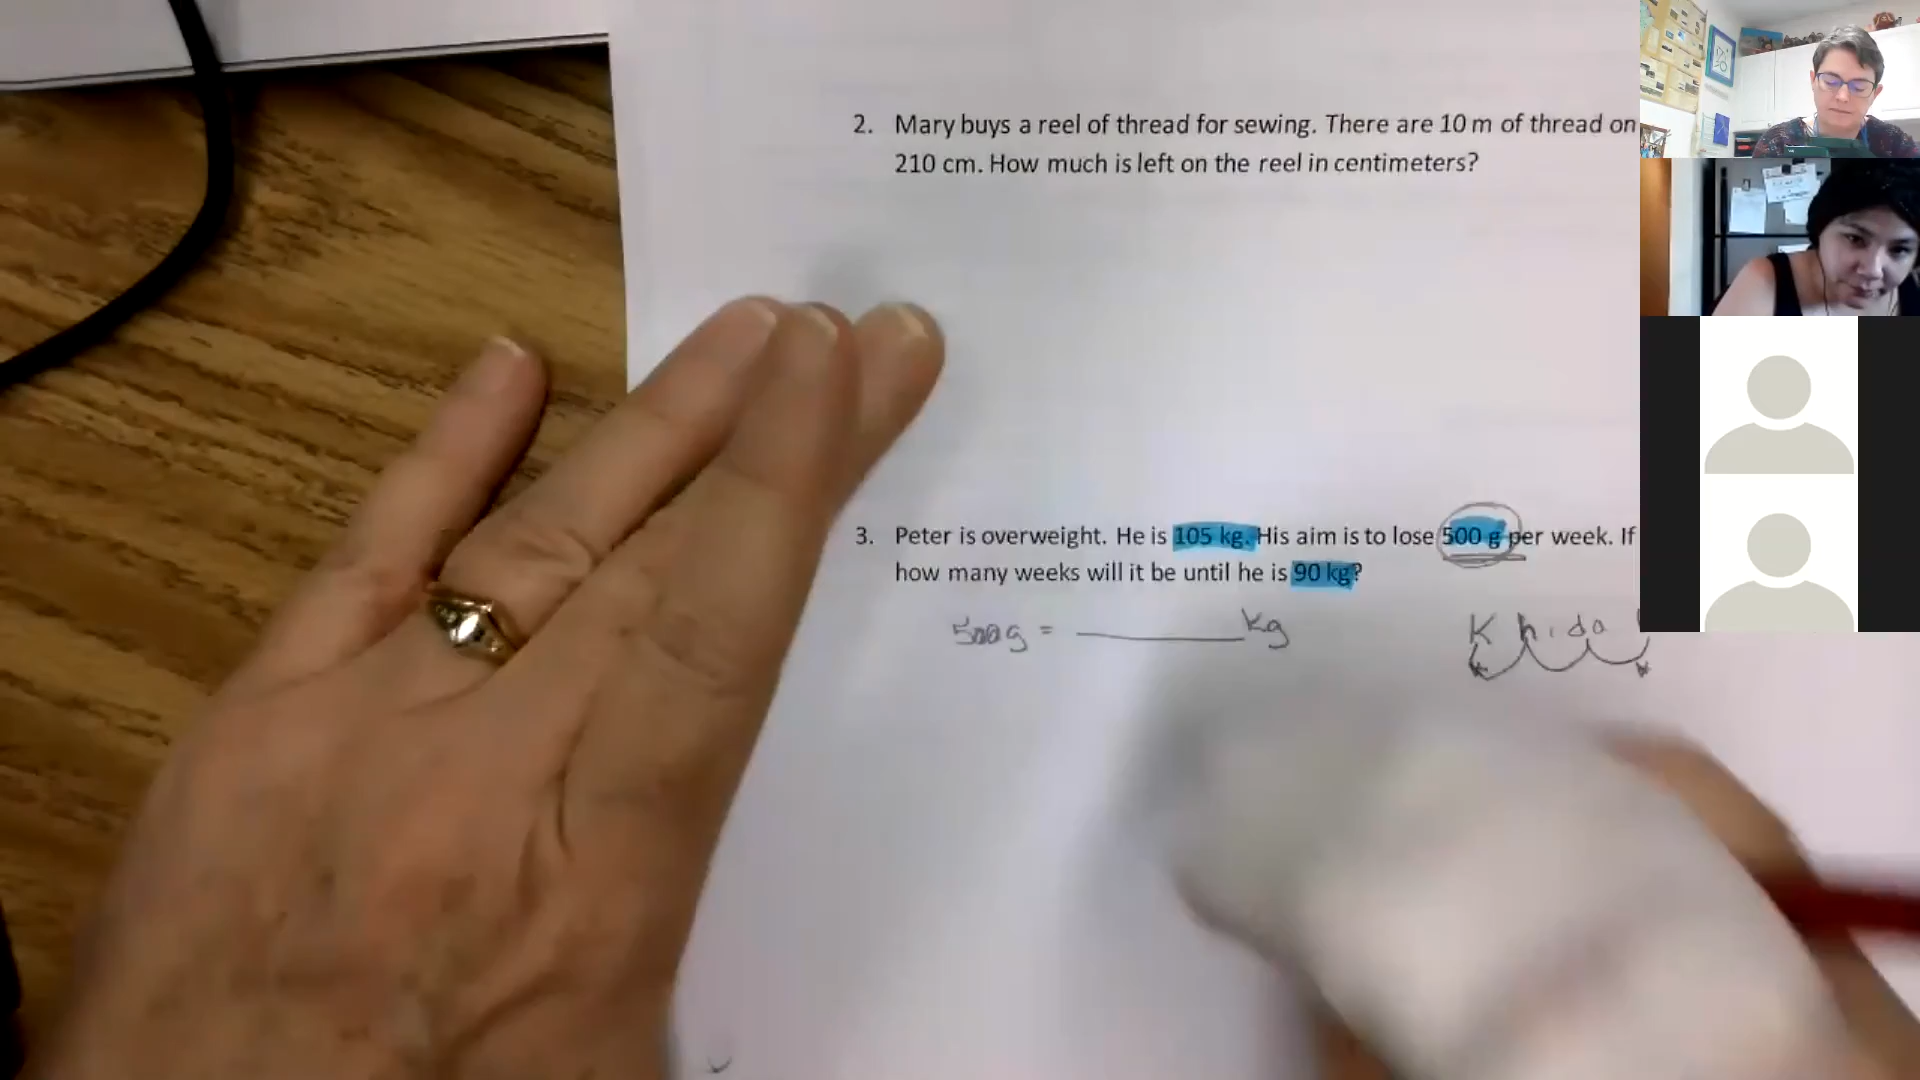 2. Mary buys a reel of thread for sewing. There are 10 m of thread on
210 cm. How much is left on the reel in centimeters?
3. Peter is overweight. He is 105 kg. His aim is to lose 500 g per week. If
how many weeks will it be until he is 90 kg?
500g = ________ kg
K h da